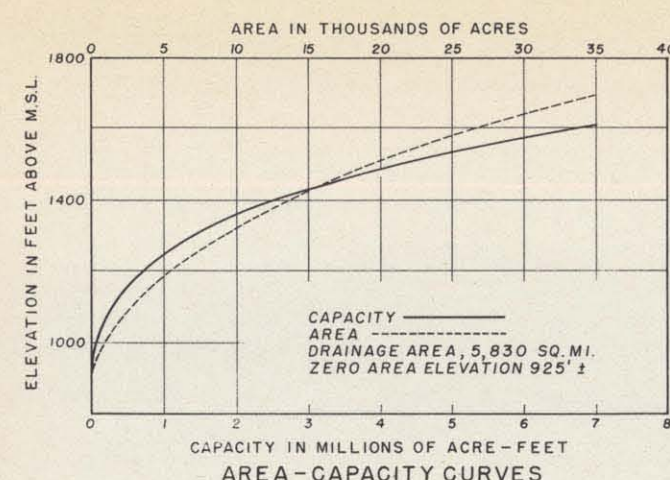 AREA IN THOUSANDS OF ACRES
0 5 10 15 20 25 30 35 40
ELEVATION IN FEET ABOVE M.S.L.
1800
1400
1000
CAPACITY
AREA
DRAINAGE AREA, 5,830 SQ. MI.
ZERO AREA ELEVATION 925' ±
0 1 2 3 4 5 6 7 8
CAPACITY IN MILLIONS OF ACRE-FEET
AREA-CAPACITY CURVES